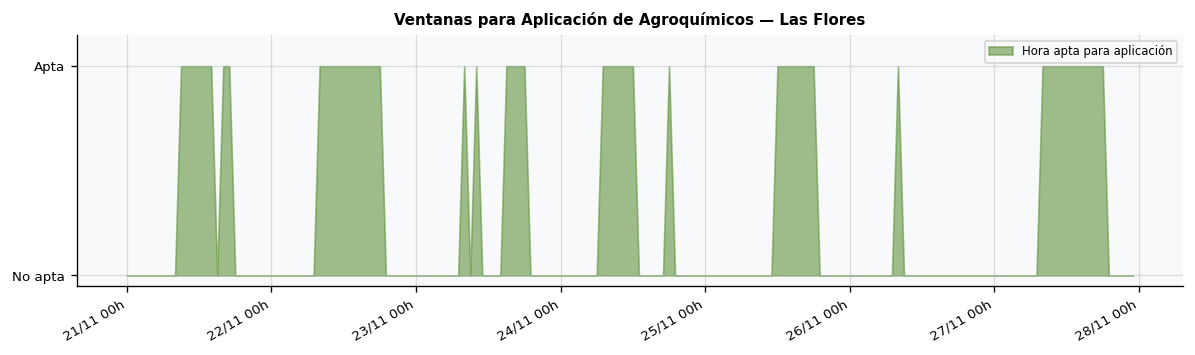 Ventanas para Aplicación de Agroquímicos — Las Flores
Hora apta para aplicación
Apta
No apta
21/11 00h
22/11 00h
23/11 00h
24/11 00h
25/11 00h
26/11 00h
27/11 00h
28/11 00h